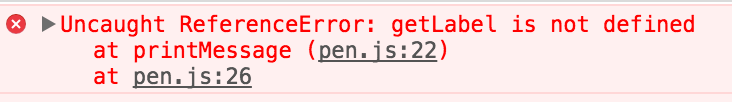 Uncaught ReferenceError: getLabel is not defined
at printMessage (pen.js:22)
at pen.js:26